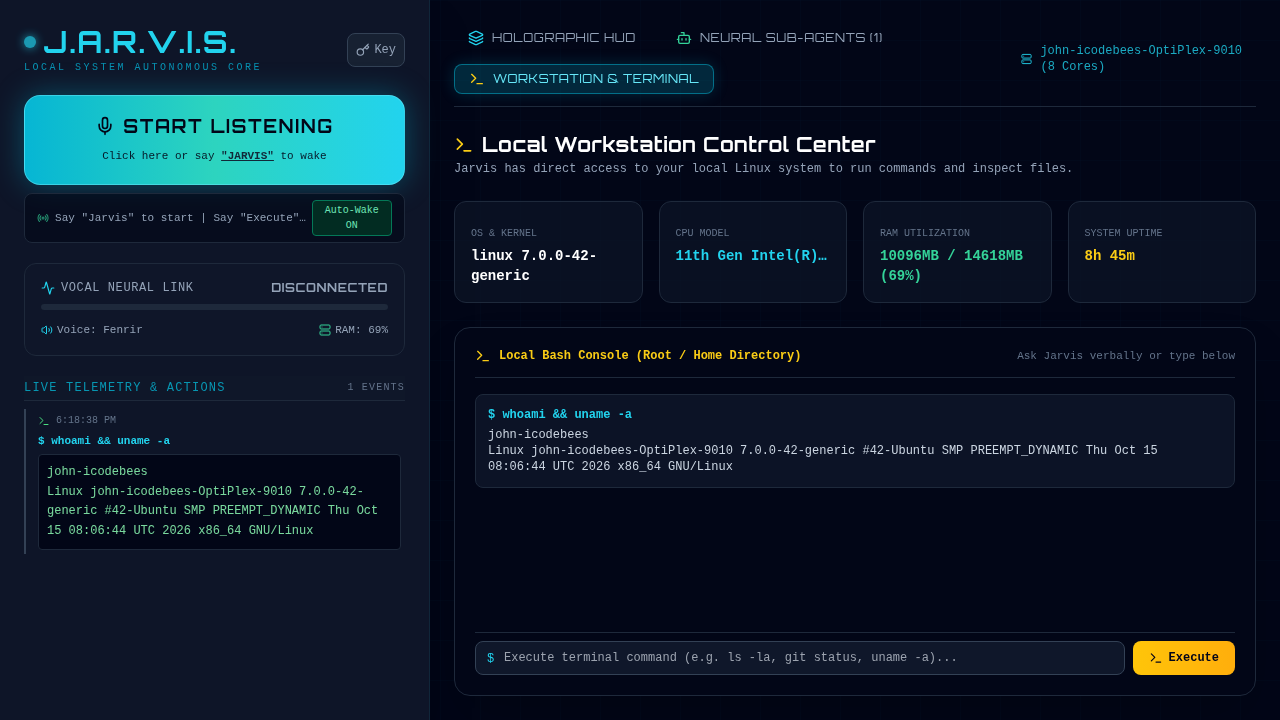 J.A.R.V.I.S.
LOCAL SYSTEM AUTONOMOUS CORE
Key
START LISTENING
Click here or say "JARVIS" to wake
Say "Jarvis" to start | Say "Execute"…
Auto-Wake
ON
VOCAL NEURAL LINK
DISCONNECTED
Voice: Fenrir
RAM: 69%
LIVE TELEMETRY & ACTIONS
1 EVENTS
6:18:38 PM
$ whoami && uname -a
john-icodebees
Linux john-icodebees-OptiPlex-9010 7.0.0-42-
generic #42-Ubuntu SMP PREEMPT_DYNAMIC Thu Oct
15 08:06:44 UTC 2026 x86_64 GNU/Linux
HOLOGRAPHIC HUD
NEURAL SUB-AGENTS (1)
WORKSTATION & TERMINAL
john-icodebees-OptiPlex-9010
(8 Cores)
Local Workstation Control Center
Jarvis has direct access to your local Linux system to run commands and inspect files.
OS & KERNEL
linux 7.0.0-42-
generic
CPU MODEL
11th Gen Intel(R)…
RAM UTILIZATION
10096MB / 14618MB
(69%)
SYSTEM UPTIME
8h 45m
Local Bash Console (Root / Home Directory)
Ask Jarvis verbally or type below
$ whoami && uname -a
john-icodebees
Linux john-icodebees-OptiPlex-9010 7.0.0-42-generic #42-Ubuntu SMP PREEMPT_DYNAMIC Thu Oct 15
08:06:44 UTC 2026 x86_64 GNU/Linux
$ Execute terminal command (e.g. ls -la, git status, uname -a)...
Execute